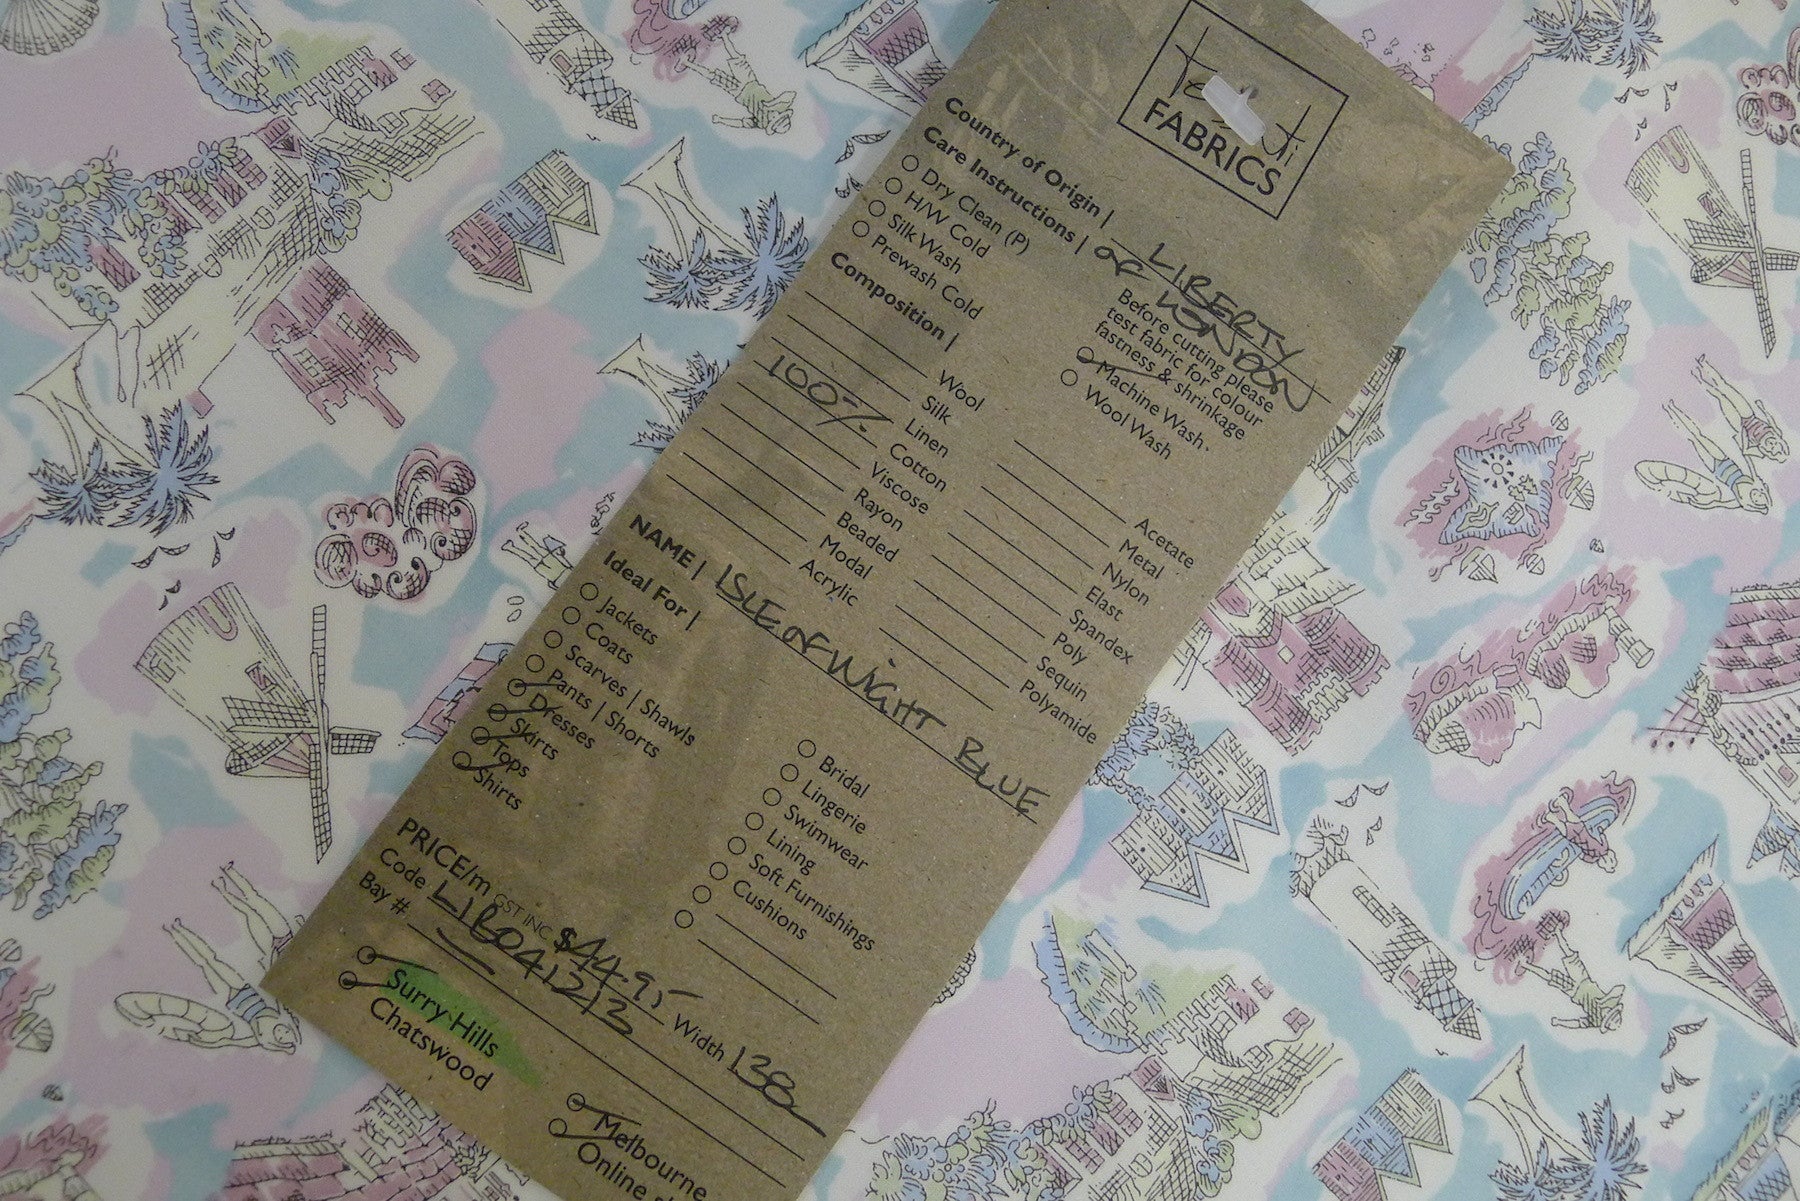 FABRICS
Country of Origin | LIBERTY
OF LONDON
Care Instructions |
Dry Clean (P)
H/W Cold
Silk Wash
Prewash Cold
Before cutting please
test fabric for colour
fastness & shrinkage
Machine Wash
Wool Wash
Composition |
Wool
Silk
Linen
100% Cotton
Viscose
Rayon
Beaded
Modal
Acrylic
Acetate
Metal
Nylon
Elast
Spandex
Poly
Sequin
Polyamide
NAME | ISLE OF WIGHT BLUE
Ideal For |
Jackets
Coats
Scarves | Shawls
Pants | Shorts
Dresses
Skirts
Tops
Shirts
Bridal
Lingerie
Swimwear
Lining
Soft Furnishings
Cushions
PRICE/m GST INC $44.95 Width 138
Code LIB041213
Bay #
Surry Hills
Chatswood
Melbourne
Online